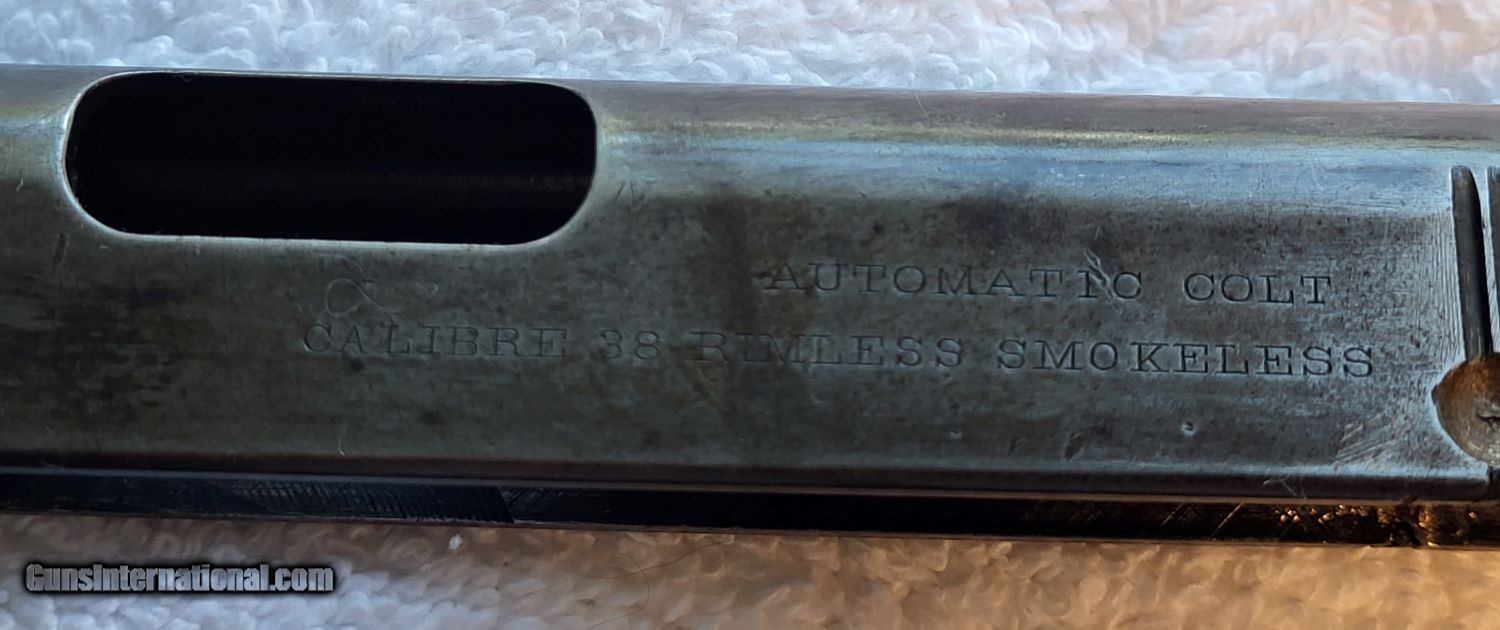 AUTOMATIC COLT
CALIBRE 38 RIMLESS SMOKELESS
GunsInternational.com